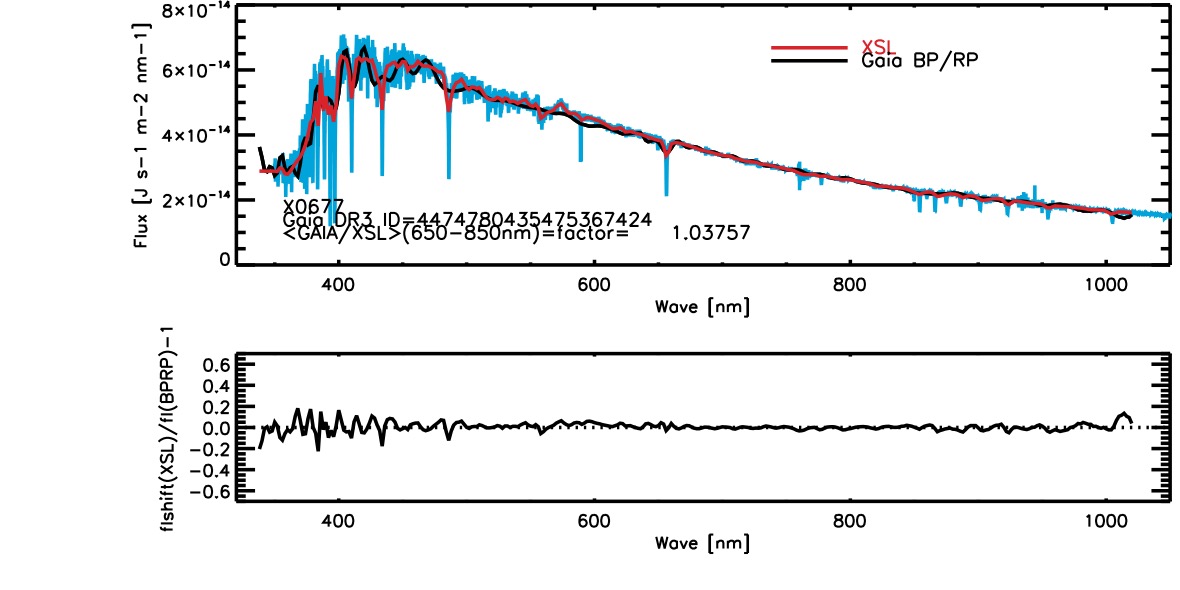 8×10⁻¹⁴
6×10⁻¹⁴
4×10⁻¹⁴
2×10⁻¹⁴
0
Flux [J s−1 m−2 nm−1]
XSL
Gaia BP/RP
X0677
Gaia DR3 ID=4474780435475367424
<GAIA/XSL>(650−850nm)=factor= 1.03757
400 600 800 1000
Wave [nm]
flshift(XSL)/fl(BPRP)−1
0.6
0.4
0.2
0.0
−0.2
−0.4
−0.6
400 600 800 1000
Wave [nm]